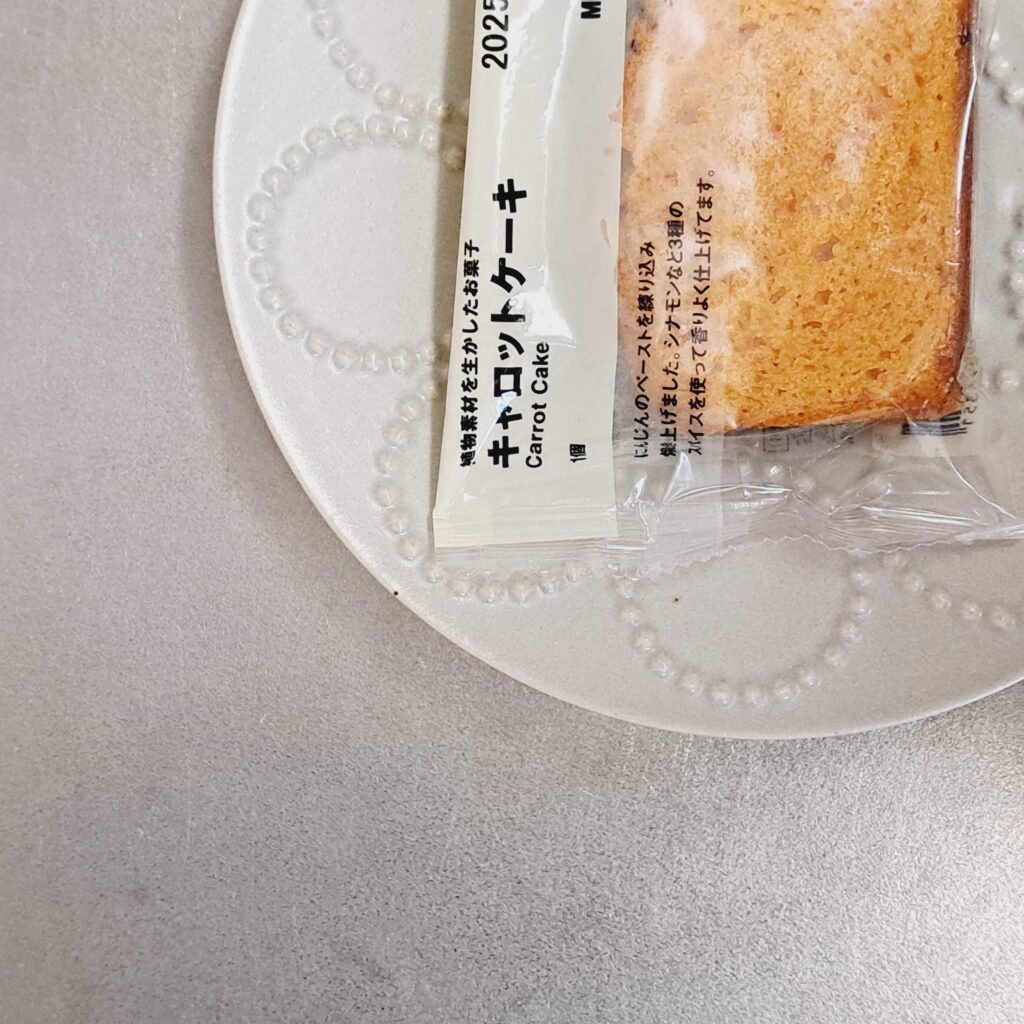 2025
植物素材を生かしたお菓子
キャロットケーキ
Carrot Cake
1個
にんじんのペーストを練り込み
焼上げました。シナモンなど3種の
スパイスを使って香りよく仕上げてます。